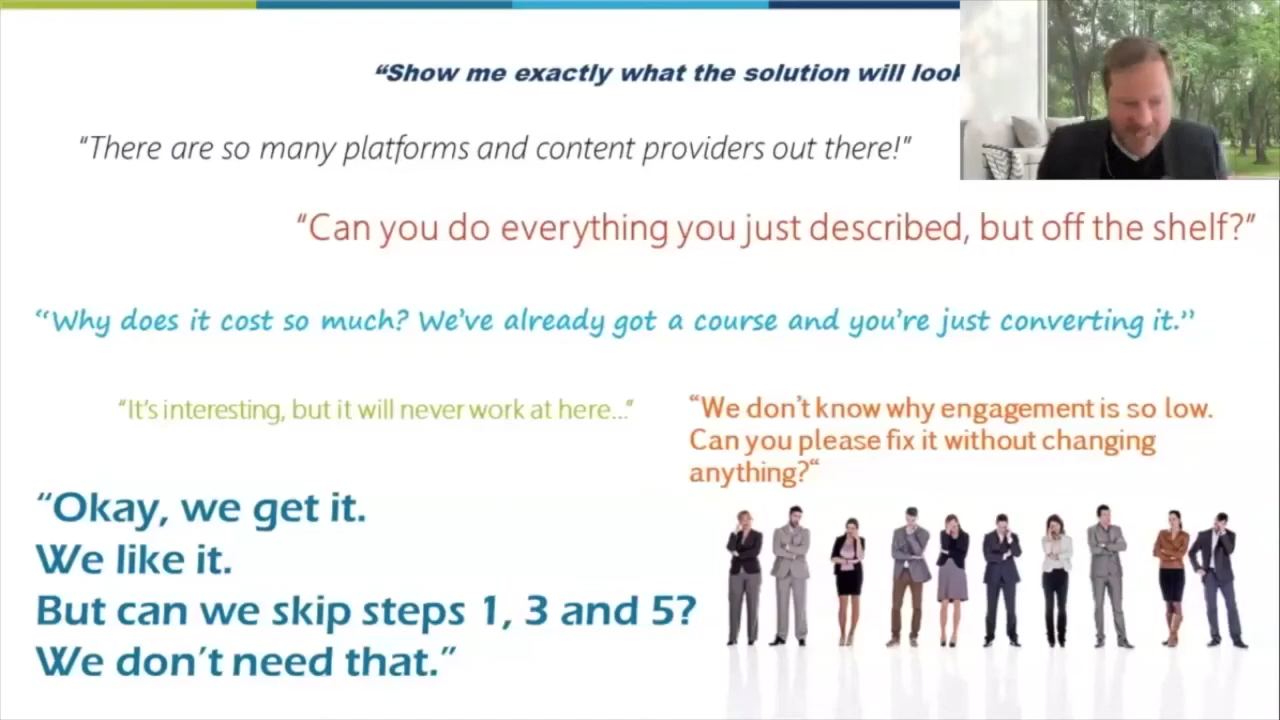 “Show me exactly what the solution will look
“There are so many platforms and content providers out there!”
“Can you do everything you just described, but off the shelf?”
“Why does it cost so much? We’ve already got a course and you’re just converting it.”
“It’s interesting, but it will never work at here...”
“We don’t know why engagement is so low.
Can you please fix it without changing
anything?“
“Okay, we get it.
We like it.
But can we skip steps 1, 3 and 5?
We don’t need that.”